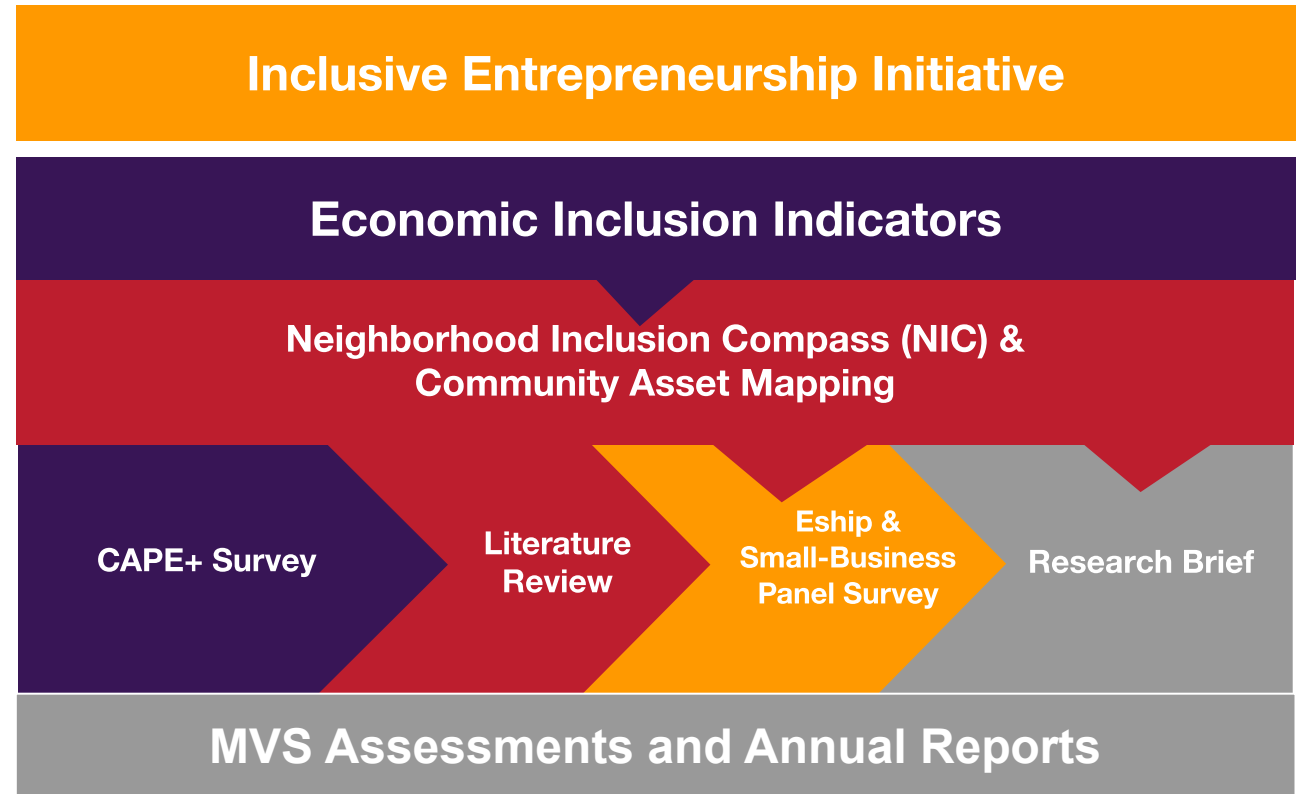 Inclusive Entrepreneurship Initiative
Economic Inclusion Indicators
Neighborhood Inclusion Compass (NIC) &
Community Asset Mapping
CAPE+ Survey
Literature
Review
Eship &
Small-Business
Panel Survey
Research Brief
MVS Assessments and Annual Reports